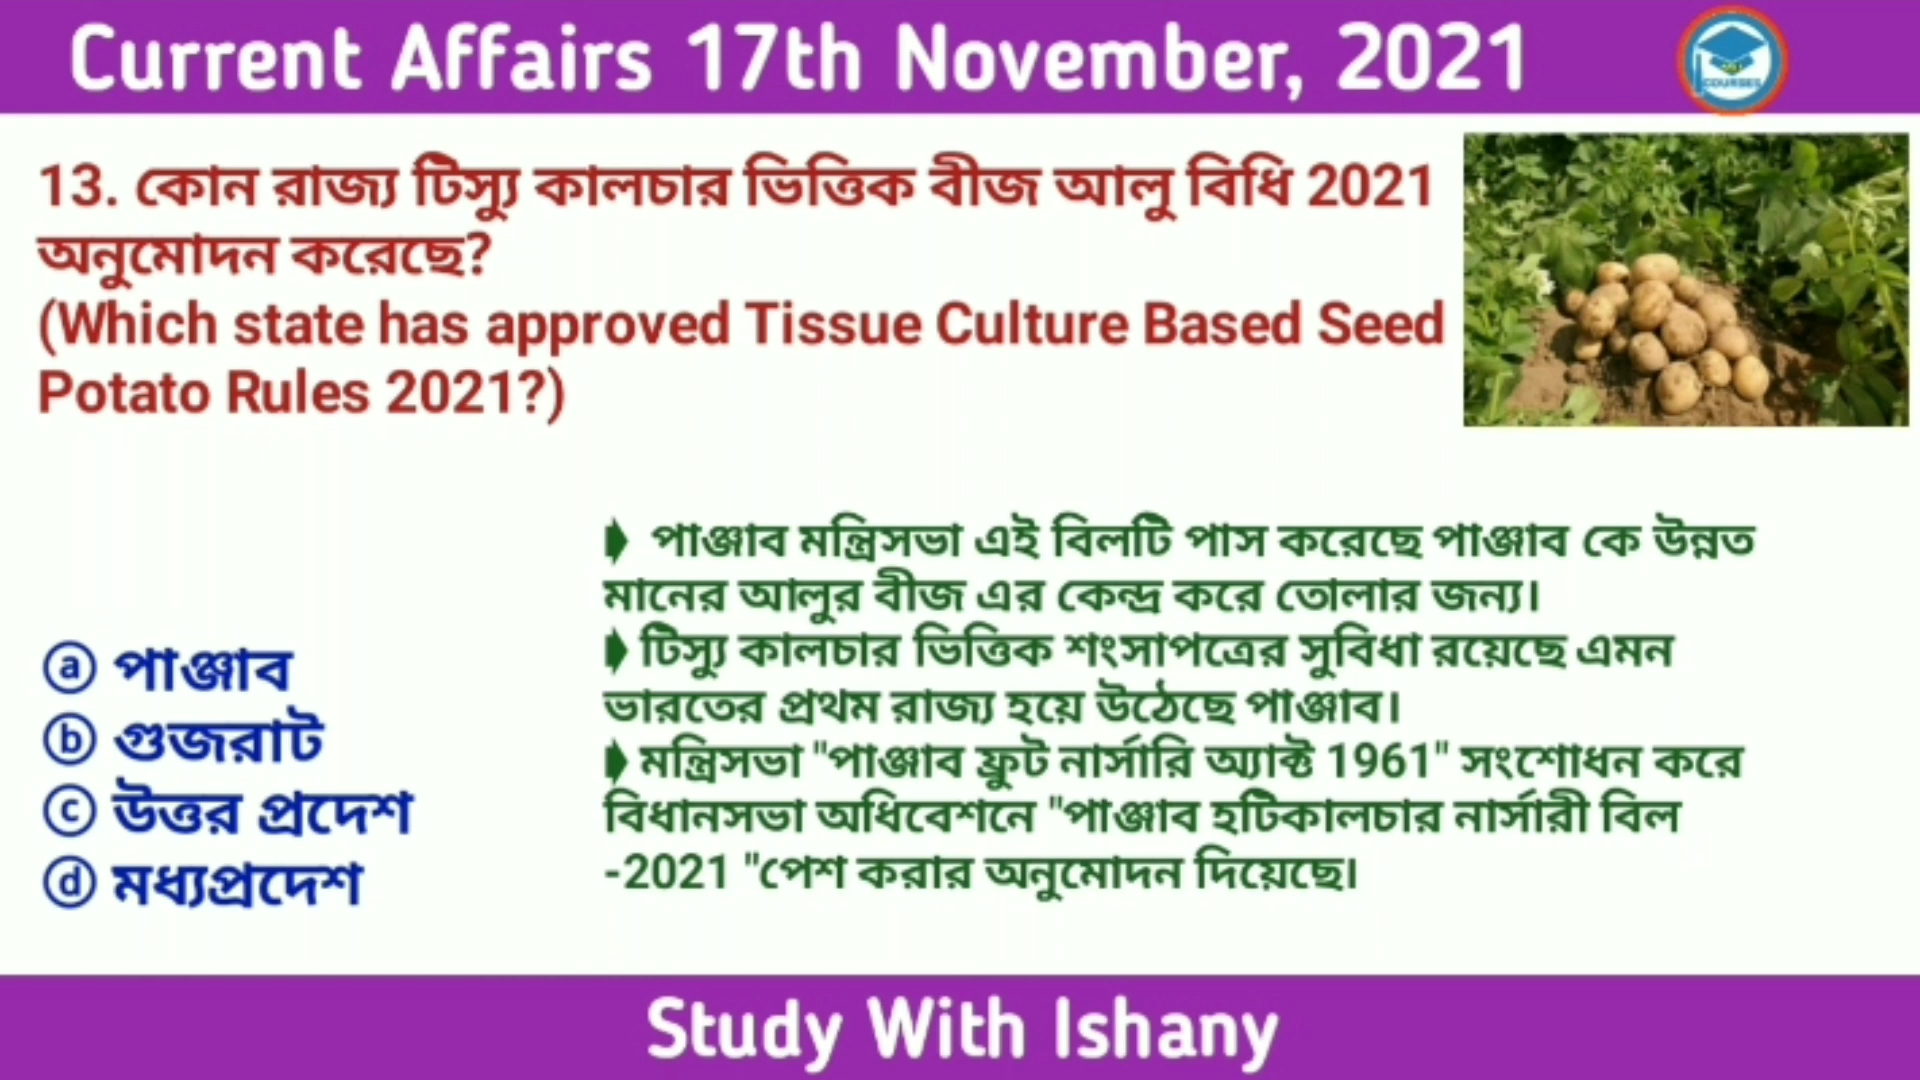 Current Affairs 17th November, 2021
COURSES
13. কোন রাজ্য টিস্যু কালচার ভিত্তিক বীজ আলু বিধি 2021
অনুমোদন করেছে?
(Which state has approved Tissue Culture Based Seed
Potato Rules 2021?)
ⓐ পাঞ্জাব
ⓑ গুজরাট
ⓒ উত্তর প্রদেশ
ⓓ মধ্যপ্রদেশ
➧ পাঞ্জাব মন্ত্রিসভা এই বিলটি পাস করেছে পাঞ্জাব কে উন্নত
মানের আলুর বীজ এর কেন্দ্র করে তোলার জন্য।
➧ টিস্যু কালচার ভিত্তিক শংসাপত্রের সুবিধা রয়েছে এমন
ভারতের প্রথম রাজ্য হয়ে উঠেছে পাঞ্জাব।
➧ মন্ত্রিসভা "পাঞ্জাব ফ্রুট নার্সারি অ্যাক্ট 1961" সংশোধন করে
বিধানসভা অধিবেশনে "পাঞ্জাব হটিকালচার নার্সারী বিল
-2021 "পেশ করার অনুমোদন দিয়েছে।
Study With Ishany